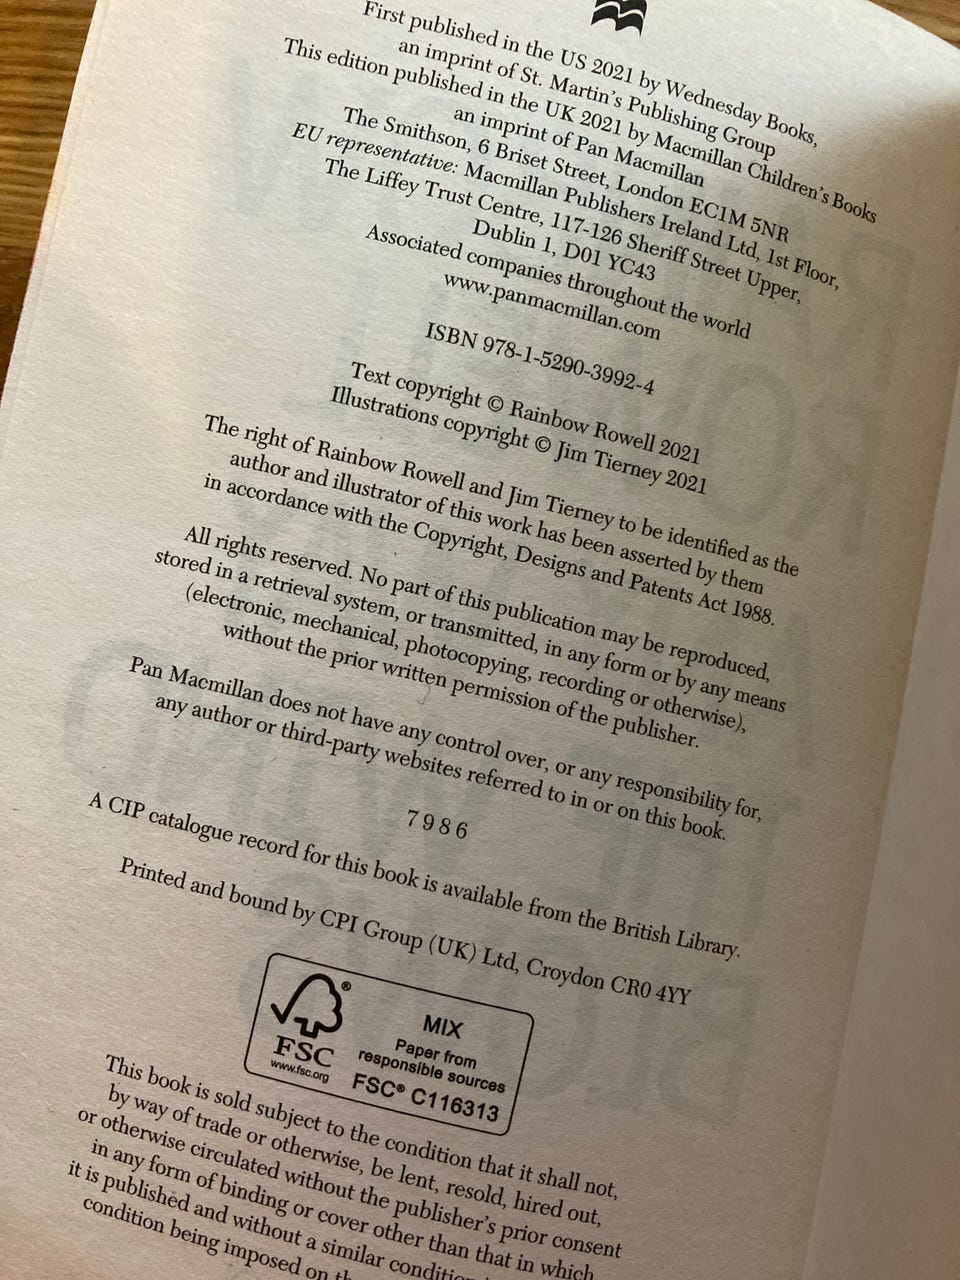 First published in the US 2021 by Wednesday Books,
an imprint of St. Martin's Publishing Group
This edition published in the UK 2021 by Macmillan Children's Books
an imprint of Pan Macmillan
The Smithson, 6 Briset Street, London EC1M 5NR
EU representative: Macmillan Publishers Ireland Ltd, 1st Floor,
The Liffey Trust Centre, 117-126 Sheriff Street Upper,
Dublin 1, D01 YC43
Associated companies throughout the world
www.panmacmillan.com
ISBN 978-1-5290-3992-4
Text copyright © Rainbow Rowell 2021
Illustrations copyright © Jim Tierney 2021
The right of Rainbow Rowell and Jim Tierney to be identified as the
author and illustrator of this work has been asserted by them
in accordance with the Copyright, Designs and Patents Act 1988.
All rights reserved. No part of this publication may be reproduced,
stored in a retrieval system, or transmitted, in any form or by any means
(electronic, mechanical, photocopying, recording or otherwise),
without the prior written permission of the publisher.
Pan Macmillan does not have any control over, or any responsibility for,
any author or third-party websites referred to in or on this book.
7 9 8 6
A CIP catalogue record for this book is available from the British Library.
Printed and bound by CPI Group (UK) Ltd, Croydon CR0 4YY
®
FSC
www.fsc.org
MIX
Paper from
responsible sources
FSC® C116313
This book is sold subject to the condition that it shall not,
by way of trade or otherwise, be lent, resold, hired out,
or otherwise circulated without the publisher's prior consent
in any form of binding or cover other than that in which
it is published and without a similar condition
condition being imposed on